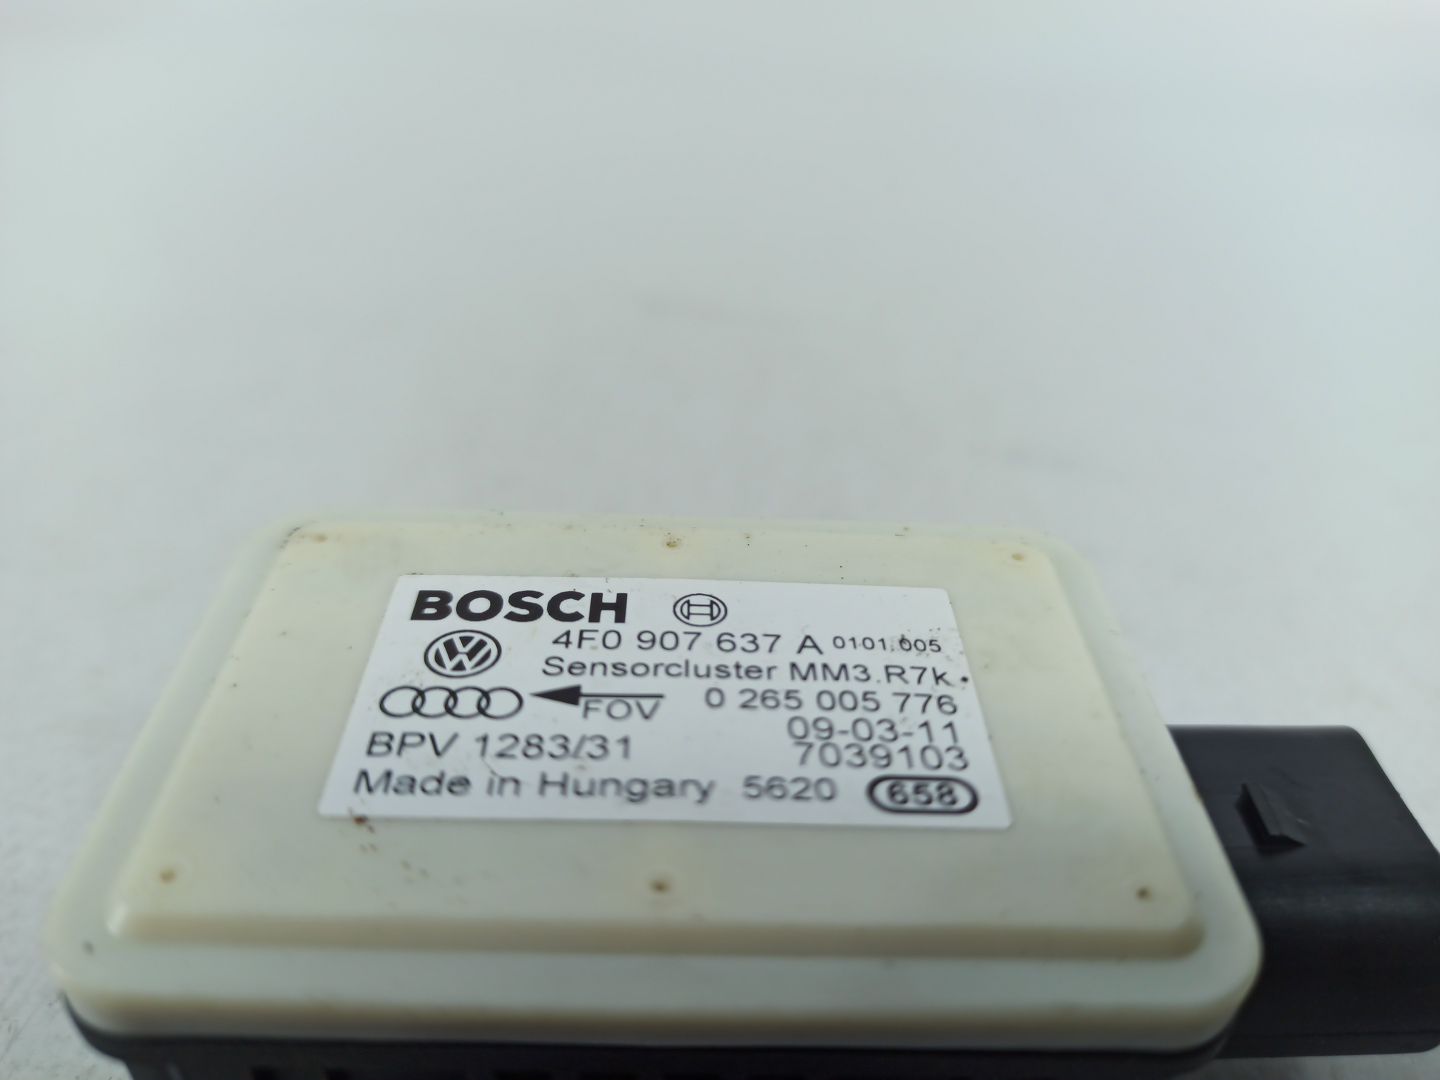 BOSCH
4F0 907 637 A 0101.005
Sensorcluster MM3.R7k.
FOV 0 265 005 776
09-03-11
BPV 1283/31 7039103
Made in Hungary 5620 658